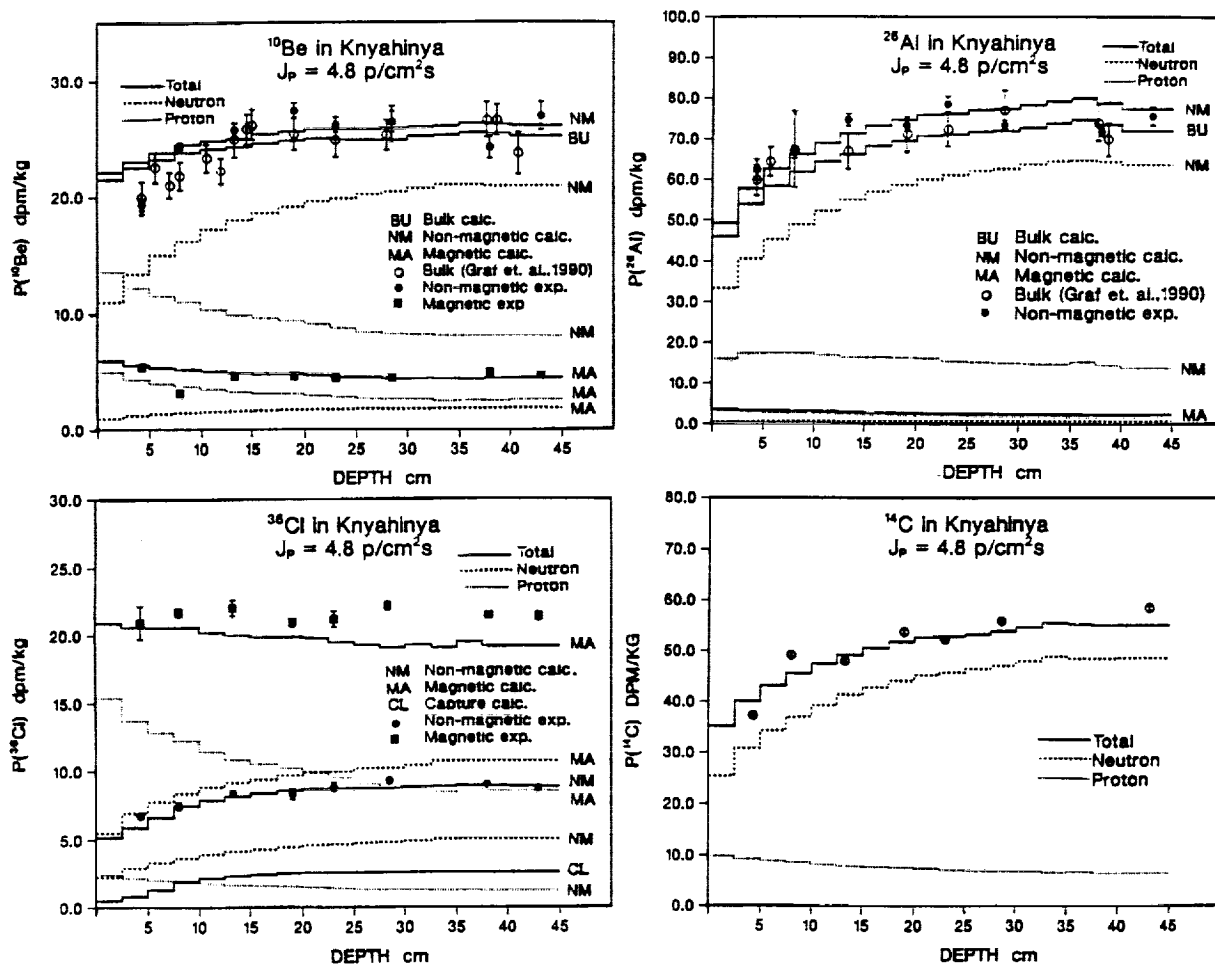 ¹⁰Be in Knyahinya
Jₚ = 4.8 p/cm²s
Total
Neutron
Proton
30.0
20.0
10.0
0.0
P(¹⁰Be) dpm/kg
NM
BU
NM
BU Bulk calc.
NM Non-magnetic calc.
MA Magnetic calc.
Bulk (Graf et. al.,1990)
Non-magnetic exp.
Magnetic exp
NM
MA
MA
MA
5 10 15 20 25 30 35 40 45 50
DEPTH cm
²⁶Al in Knyahinya
Jₚ = 4.8 p/cm²s
Total
Neutron
Proton
100.0
90.0
80.0
70.0
60.0
50.0
40.0
30.0
20.0
10.0
0.0
P(²⁶Al) dpm/kg
NM
BU
NM
BU Bulk calc.
NM Non-magnetic calc.
MA Magnetic calc.
Bulk (Graf et. al.,1990)
Non-magnetic exp.
NM
MA
5 10 15 20 25 30 35 40 45
DEPTH cm
³⁶Cl in Knyahinya
Jₚ = 4.8 p/cm²s
Total
Neutron
Proton
30.0
25.0
20.0
15.0
10.0
5.0
0.0
P(³⁶Cl) dpm/kg
MA
NM Non-magnetic calc.
MA Magnetic calc.
CL Capture calc.
Non-magnetic exp.
Magnetic exp.
MA
NM
MA
NM
CL
NM
5 10 15 20 25 30 35 40 45
DEPTH cm
¹⁴C in Knyahinya
Jₚ = 4.8 p/cm²s
80.0
70.0
60.0
50.0
40.0
30.0
20.0
10.0
0.0
P(¹⁴C) DPM/KG
Total
Neutron
Proton
5 10 15 20 25 30 35 40 45
DEPTH cm